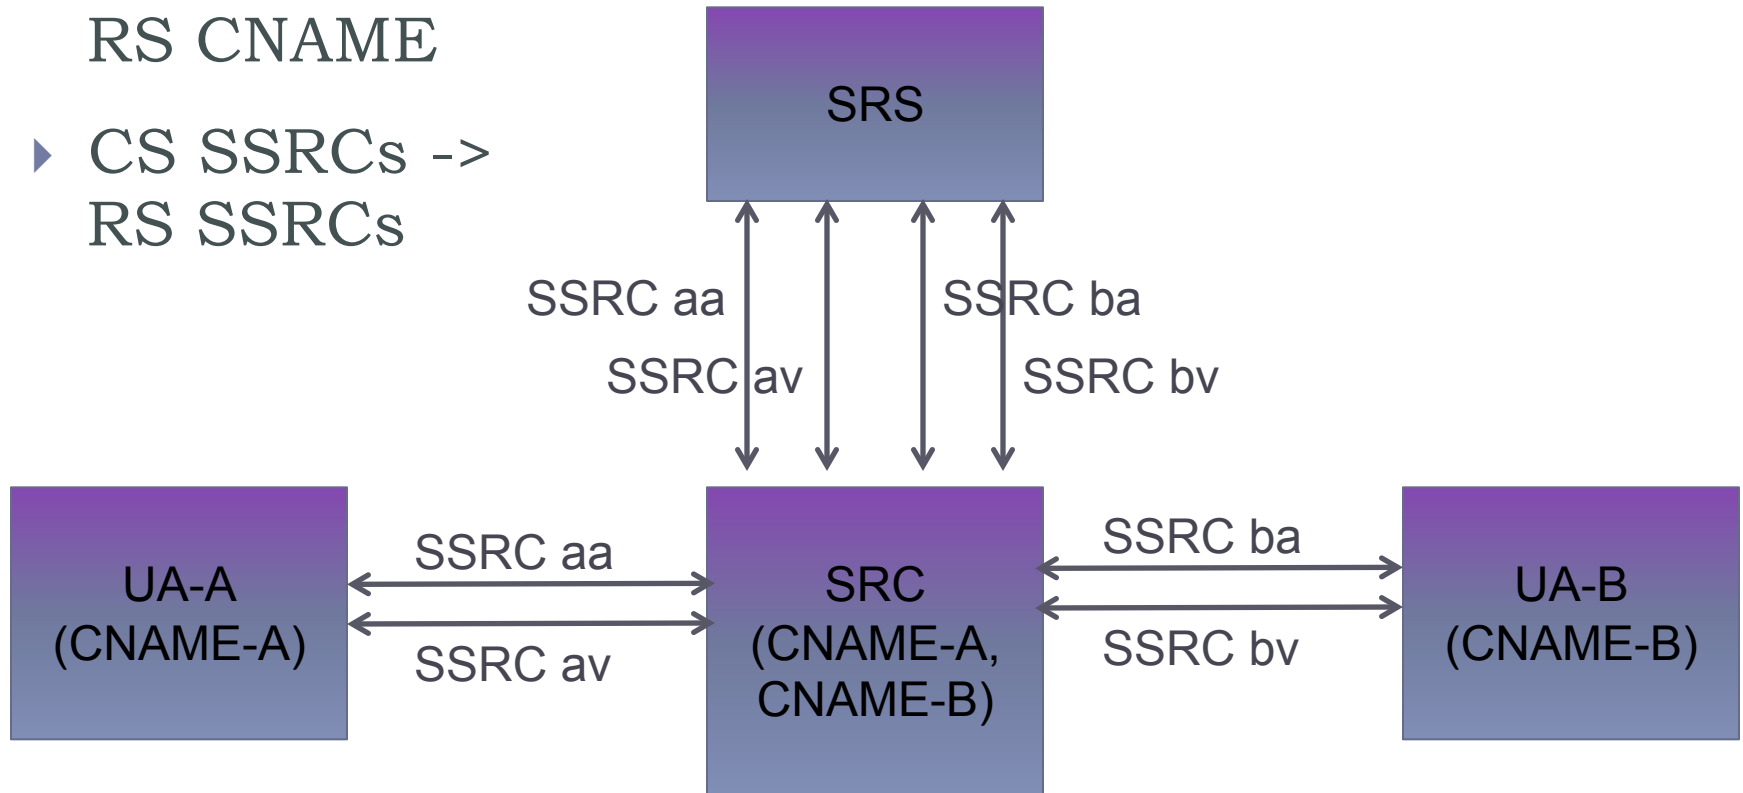 RS CNAME
CS SSRCs ->
RS SSRCs
SRS
SSRC aa
SSRC ba
SSRC av
SSRC bv
UA-A
(CNAME-A)
SSRC aa
SSRC av
SRC
(CNAME-A,
CNAME-B)
SSRC ba
SSRC bv
UA-B
(CNAME-B)